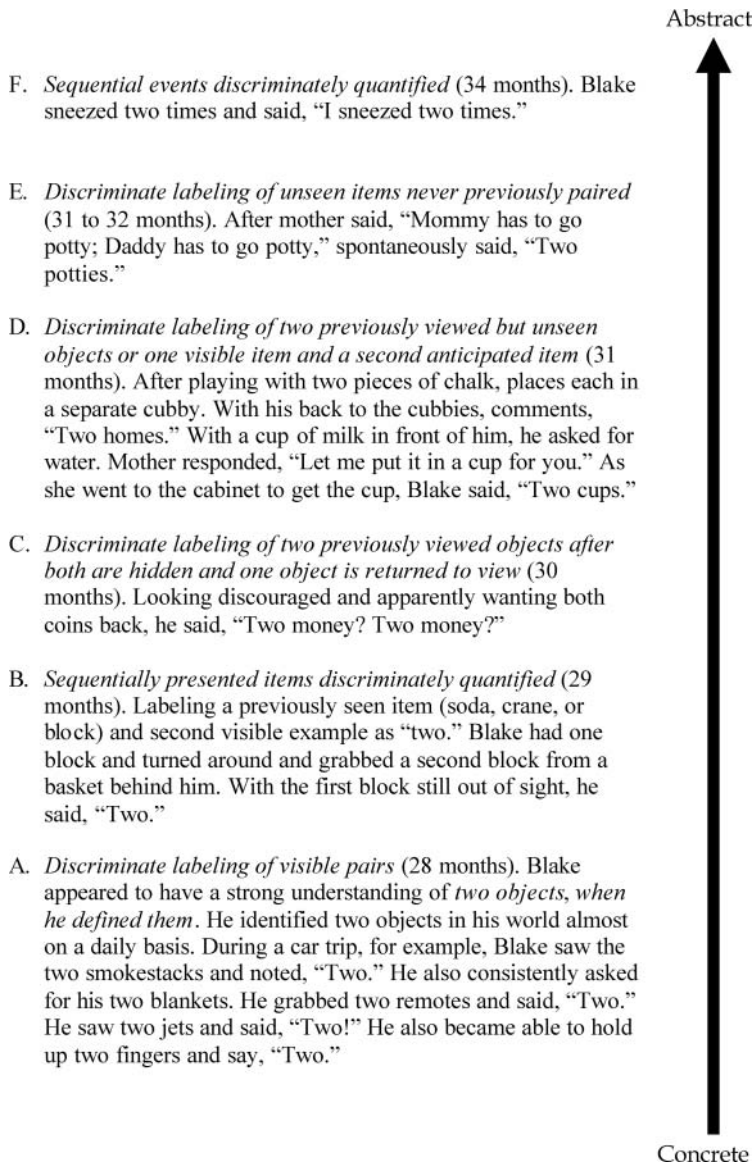 Abstract
F. Sequential events discriminately quantified (34 months). Blake
sneezed two times and said, “I sneezed two times.”
E. Discriminate labeling of unseen items never previously paired
(31 to 32 months). After mother said, “Mommy has to go
potty; Daddy has to go potty,” spontaneously said, “Two
potties.”
D. Discriminate labeling of two previously viewed but unseen
objects or one visible item and a second anticipated item (31
months). After playing with two pieces of chalk, places each in
a separate cubby. With his back to the cubbies, comments,
“Two homes.” With a cup of milk in front of him, he asked for
water. Mother responded, “Let me put it in a cup for you.” As
she went to the cabinet to get the cup, Blake said, “Two cups.”
C. Discriminate labeling of two previously viewed objects after
both are hidden and one object is returned to view (30
months). Looking discouraged and apparently wanting both
coins back, he said, “Two money? Two money?”
B. Sequentially presented items discriminately quantified (29
months). Labeling a previously seen item (soda, crane, or
block) and second visible example as “two.” Blake had one
block and turned around and grabbed a second block from a
basket behind him. With the first block still out of sight, he
said, “Two.”
A. Discriminate labeling of visible pairs (28 months). Blake
appeared to have a strong understanding of two objects, when
he defined them. He identified two objects in his world almost
on a daily basis. During a car trip, for example, Blake saw the
two smokestacks and noted, “Two.” He also consistently asked
for his two blankets. He grabbed two remotes and said, “Two.”
He saw two jets and said, “Two!” He also became able to hold
up two fingers and say, “Two.”
Concrete